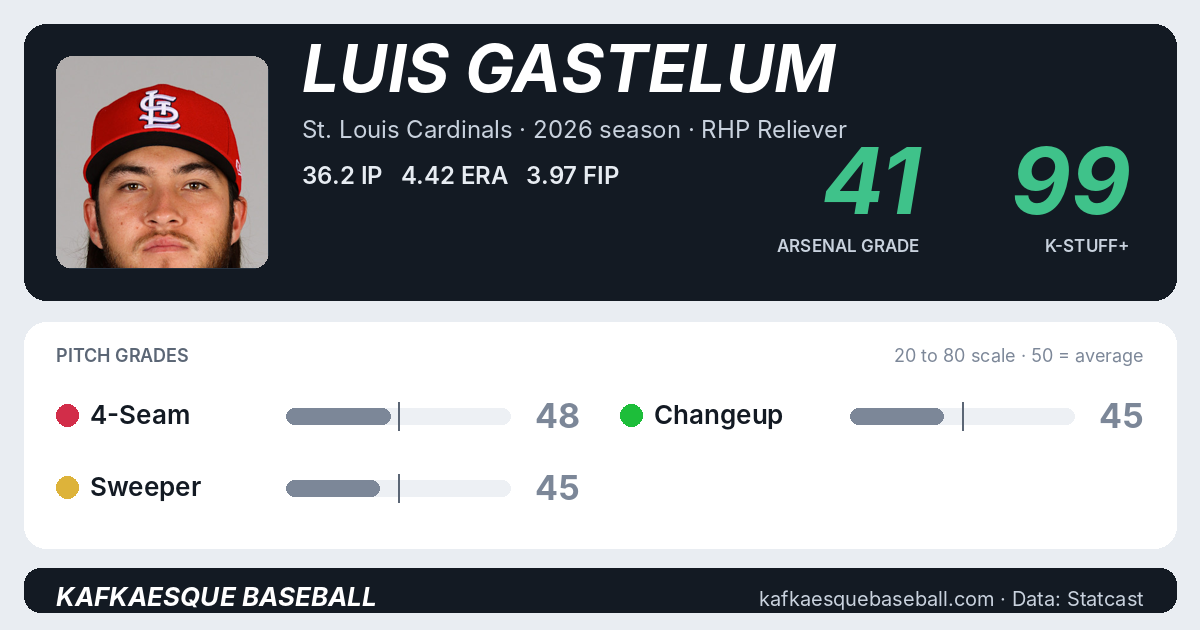 LUIS GASTELUM
St. Louis Cardinals · 2026 season · RHP Reliever
36.2 IP 4.42 ERA 3.97 FIP
41 99
ARSENAL GRADE K-STUFF+
PITCH GRADES 20 to 80 scale · 50 = average
4-Seam 48 Changeup 45
Sweeper 45
KAFKAESQUE BASEBALL kafkaesquebaseball.com · Data: Statcast